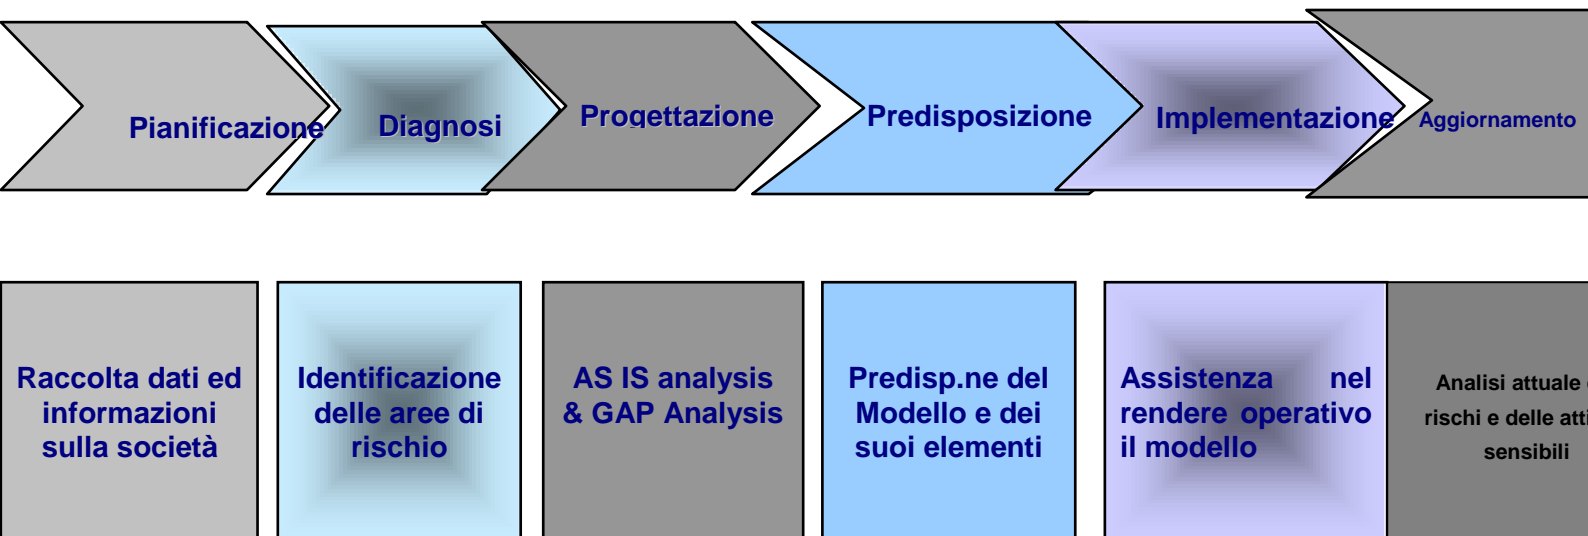 Pianificazione
Diagnosi
Progettazione
Predisposizione
Implementazione
Aggiornamento
Raccolta dati ed
informazioni
sulla società
Identificazione
delle aree di
rischio
AS IS analysis
& GAP Analysis
Predisp.ne del
Modello e dei
suoi elementi
Assistenza nel
rendere operativo
il modello
Analisi attuale
rischi e delle
sensibili